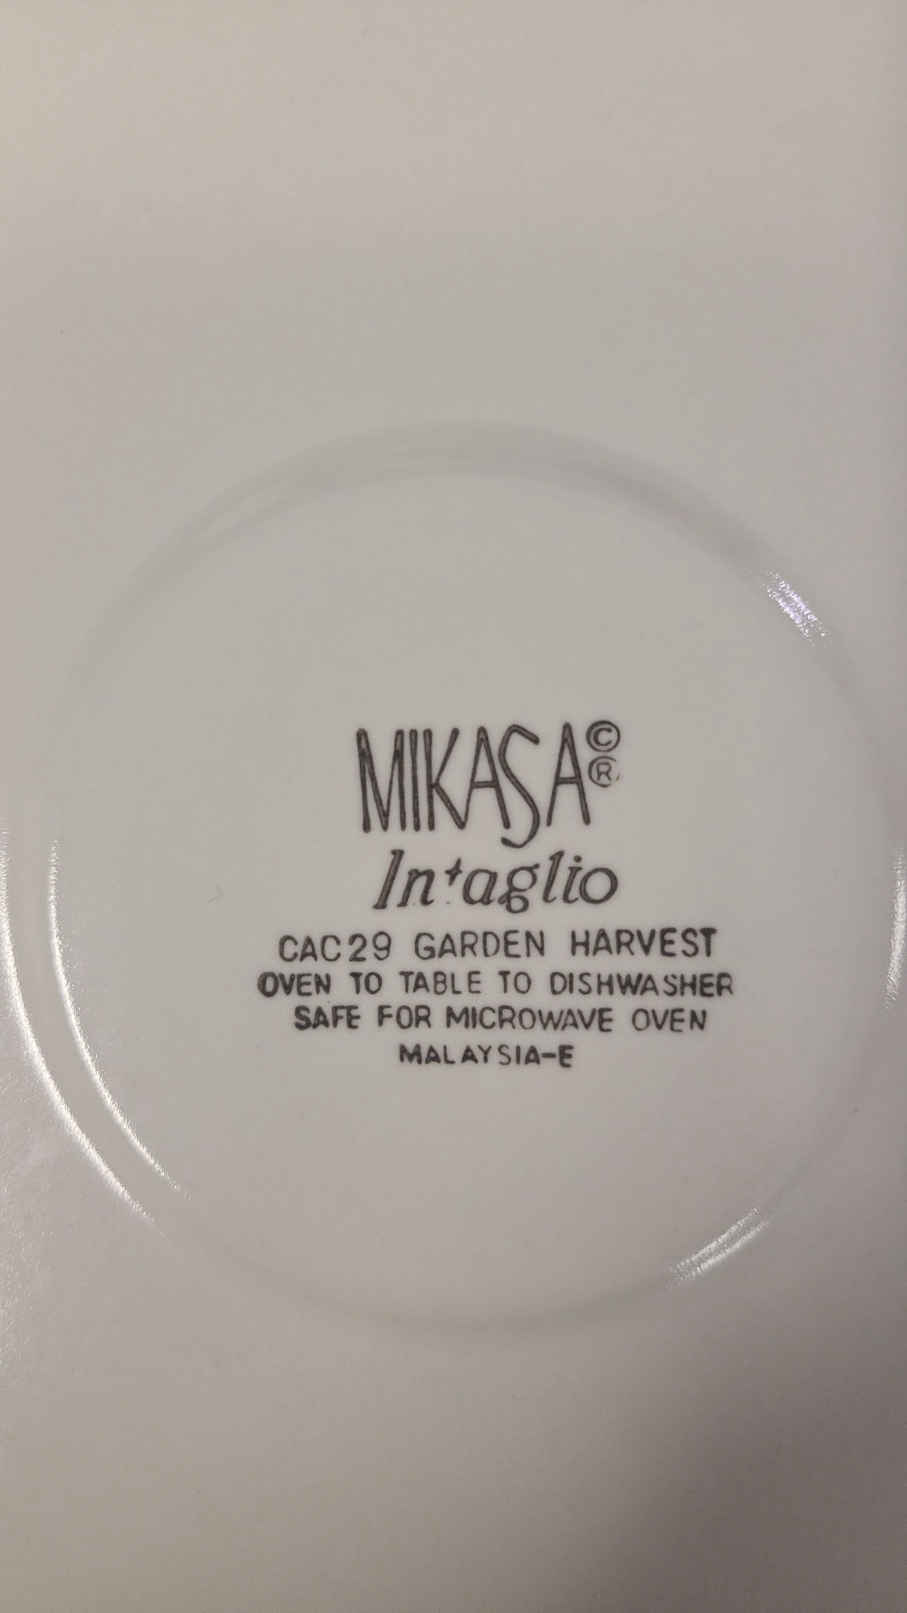 MIKASA©®
Intaglio
CAC29 GARDEN HARVEST
OVEN TO TABLE TO DISHWASHER
SAFE FOR MICROWAVE OVEN
MALAYSIA-E